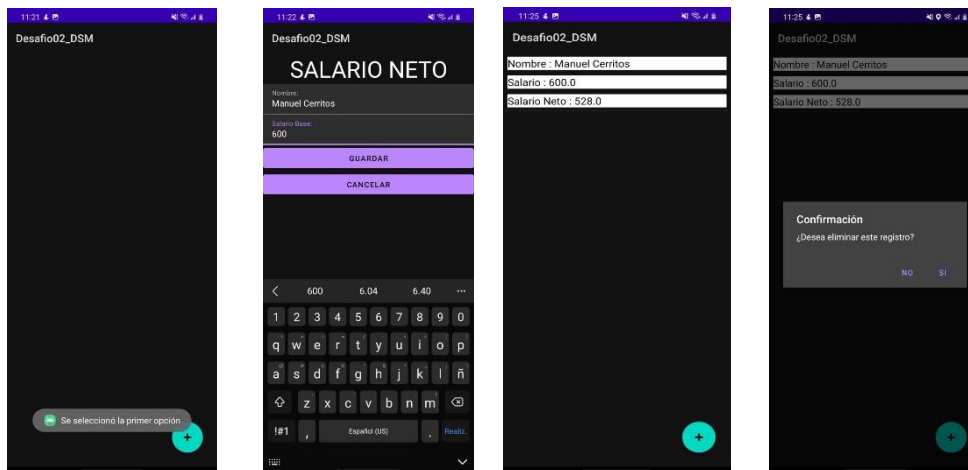 11:21
Desafio02_DSM
Se seleccionó la primer opción
+
11:22
Desafio02_DSM
SALARIO NETO
Nombre:
Manuel Cerritos
Salario Base:
600
GUARDAR
CANCELAR
600 6.04 6.40 ...
1 2 3 4 5 6 7 8 9 0
q w e r t y u i o p
a s d f g h j k l ñ
z x c v b n m
!#1 , Español (US) . Realiz.
11:25
Desafio02_DSM
Nombre : Manuel Cerritos
Salario : 600.0
Salario Neto : 528.0
+
11:25
Desafio02_DSM
Nombre : Manuel Cerritos
Salario : 600.0
Salario Neto : 528.0
Confirmación
¿Desea eliminar este registro?
NO SI
+